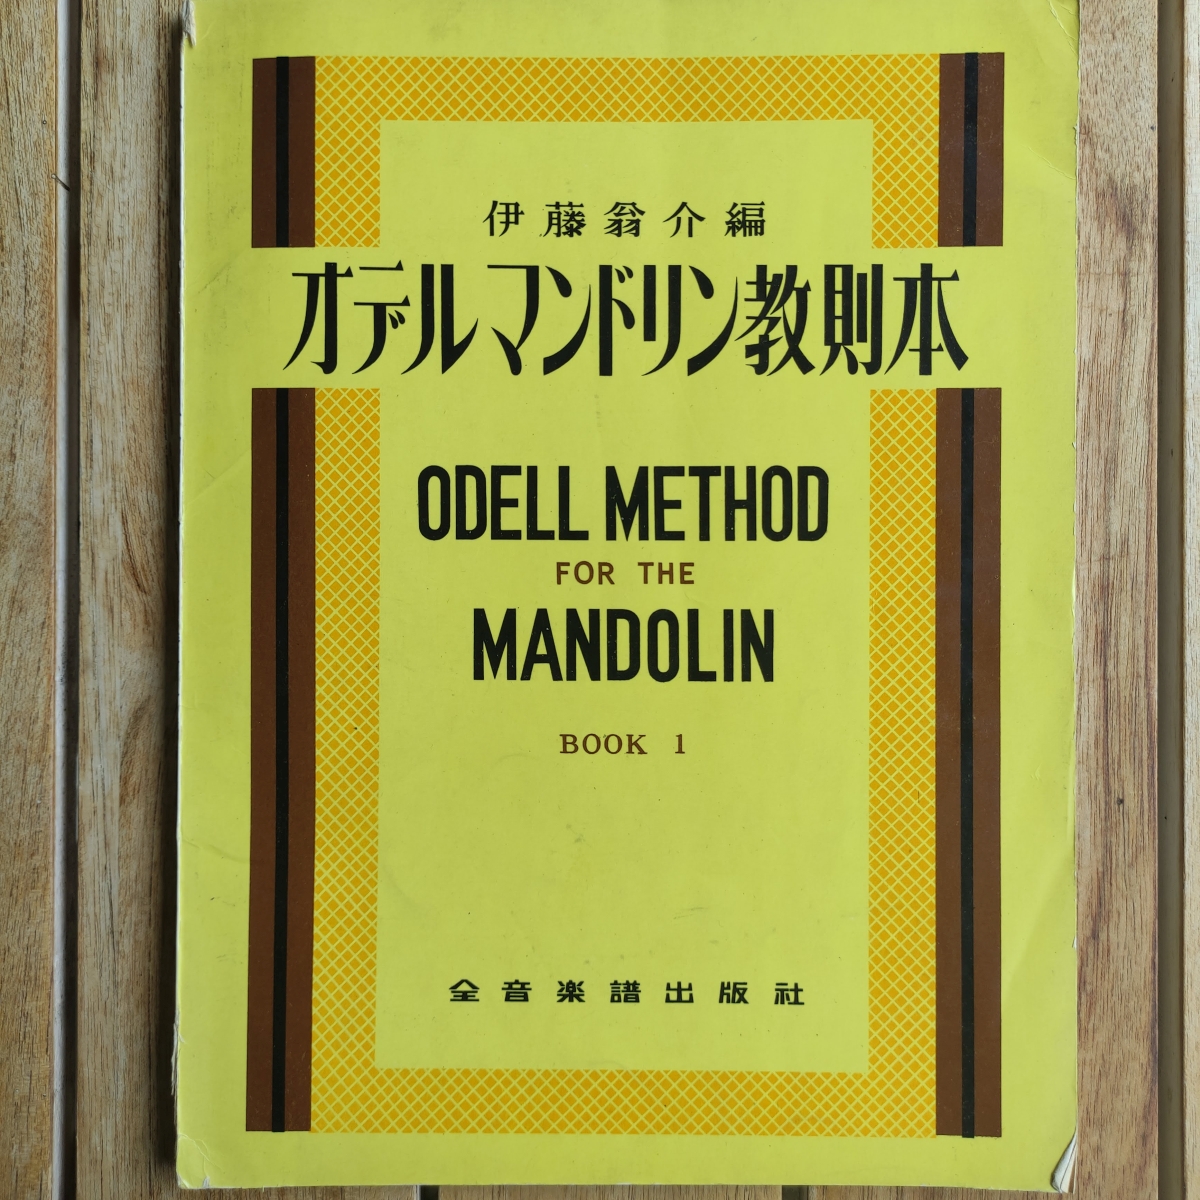 伊藤翁介編
オデルマンドリン教則本
ODELL METHOD
FOR THE
MANDOLIN
BOOK 1
全音楽譜出版社